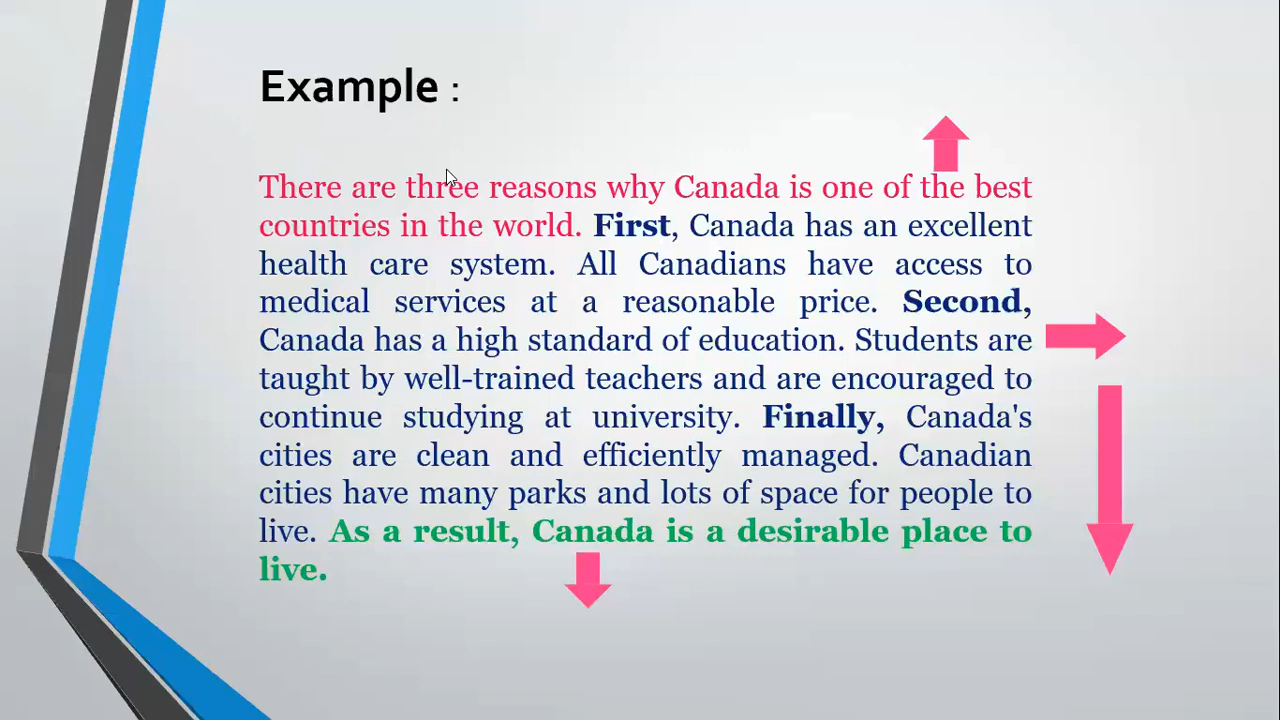 Example :
There are three reasons why Canada is one of the best
countries in the world. First, Canada has an excellent
health care system. All Canadians have access to
medical services at a reasonable price. Second,
Canada has a high standard of education. Students are
taught by well-trained teachers and are encouraged to
continue studying at university. Finally, Canada's
cities are clean and efficiently managed. Canadian
cities have many parks and lots of space for people to
live. As a result, Canada is a desirable place to
live.